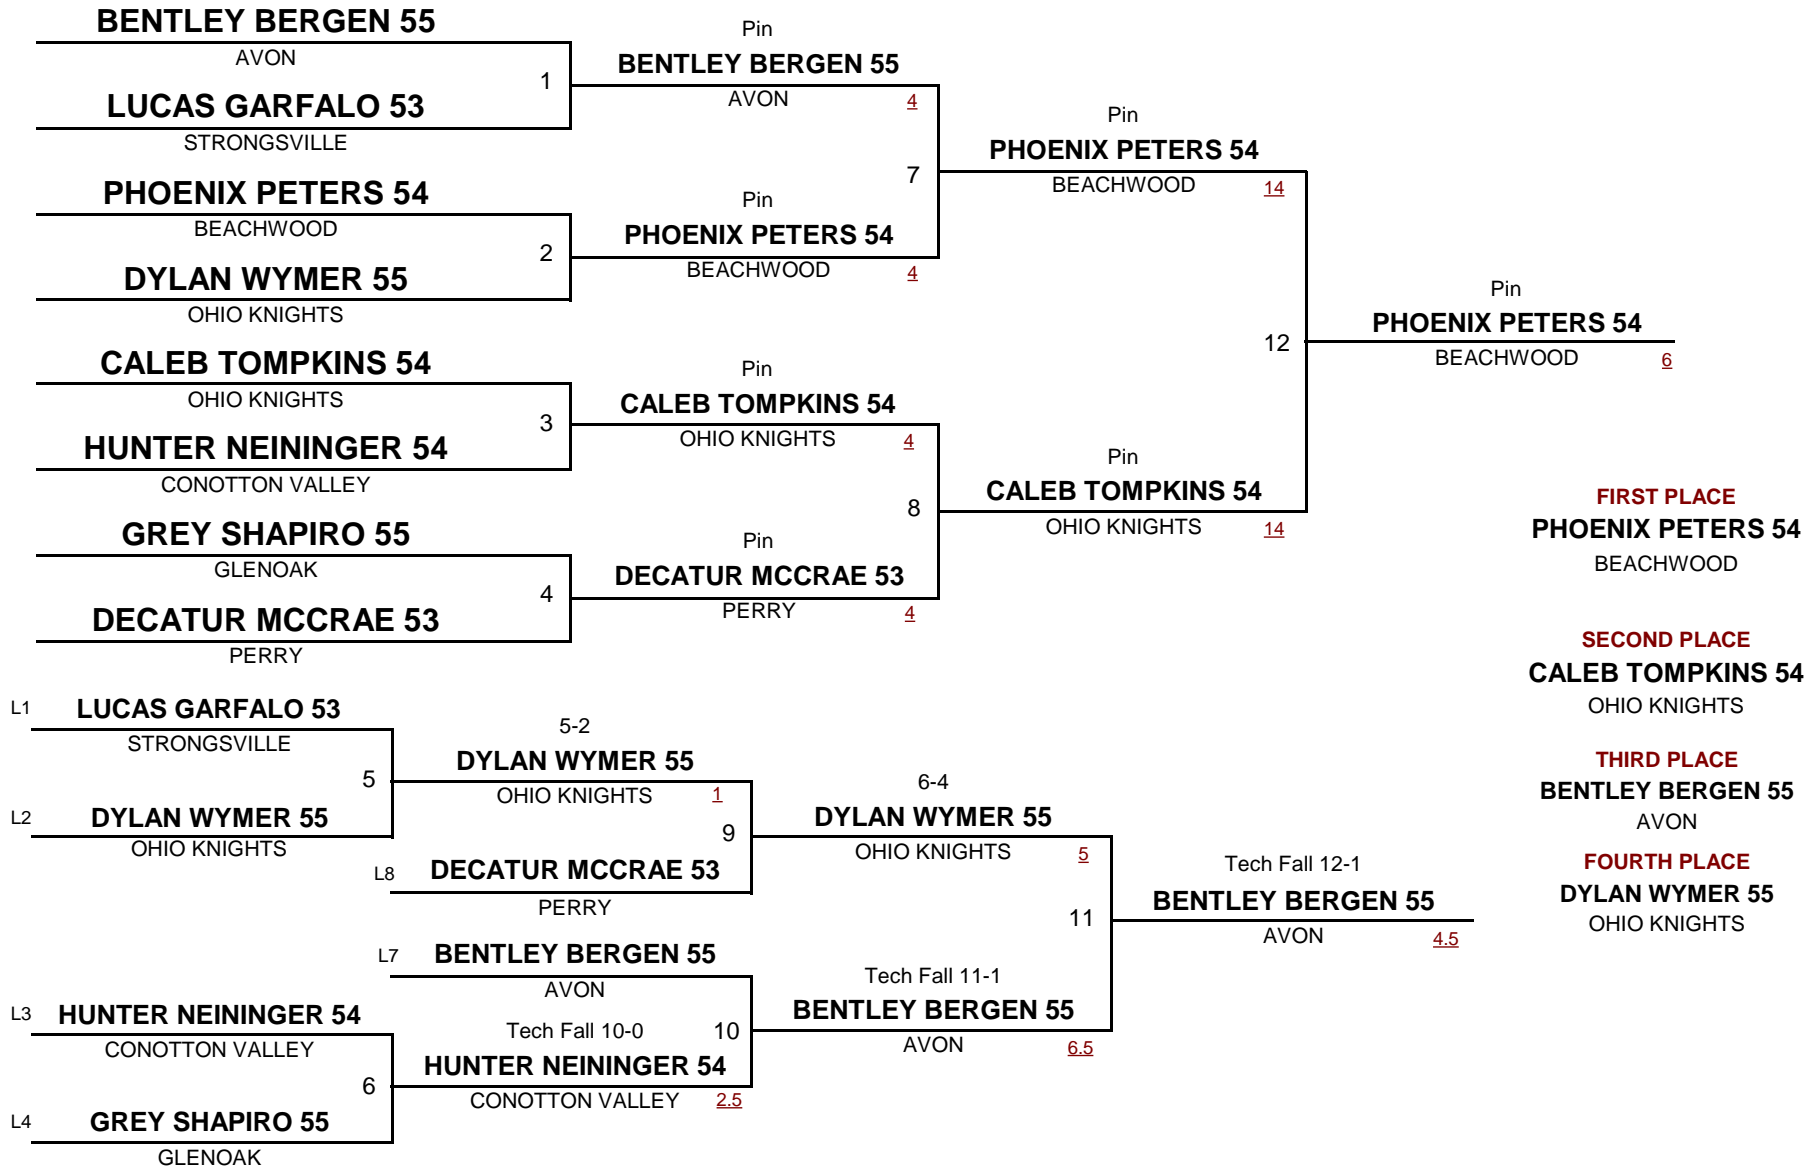 BENTLEY BERGEN 55
AVON
1
LUCAS GARFALO 53
STRONGSVILLE
PHOENIX PETERS 54
BEACHWOOD
2
DYLAN WYMER 55
OHIO KNIGHTS
CALEB TOMPKINS 54
OHIO KNIGHTS
3
HUNTER NEININGER 54
CONOTTON VALLEY
GREY SHAPIRO 55
GLENOAK
4
DECATUR MCCRAE 53
PERRY
Pin
BENTLEY BERGEN 55
AVON 4
7
Pin
PHOENIX PETERS 54
BEACHWOOD 4
Pin
CALEB TOMPKINS 54
OHIO KNIGHTS 4
8
Pin
DECATUR MCCRAE 53
PERRY 4
Pin
PHOENIX PETERS 54
BEACHWOOD 14
12
Pin
CALEB TOMPKINS 54
OHIO KNIGHTS 14
Pin
PHOENIX PETERS 54
BEACHWOOD 6
FIRST PLACE
PHOENIX PETERS 54
BEACHWOOD
SECOND PLACE
CALEB TOMPKINS 54
OHIO KNIGHTS
THIRD PLACE
BENTLEY BERGEN 55
AVON
FOURTH PLACE
DYLAN WYMER 55
OHIO KNIGHTS
L1 LUCAS GARFALO 53
STRONGSVILLE
5
L2 DYLAN WYMER 55
OHIO KNIGHTS
5-2
DYLAN WYMER 55
OHIO KNIGHTS 1
9
L8 DECATUR MCCRAE 53
PERRY
L7 BENTLEY BERGEN 55
AVON
L3 HUNTER NEININGER 54
CONOTTON VALLEY
6
L4 GREY SHAPIRO 55
GLENOAK
Tech Fall 10-0 10
HUNTER NEININGER 54
CONOTTON VALLEY 2.5
6-4
DYLAN WYMER 55
OHIO KNIGHTS 5
11
Tech Fall 11-1
BENTLEY BERGEN 55
AVON 6.5
Tech Fall 12-1
BENTLEY BERGEN 55
AVON 4.5